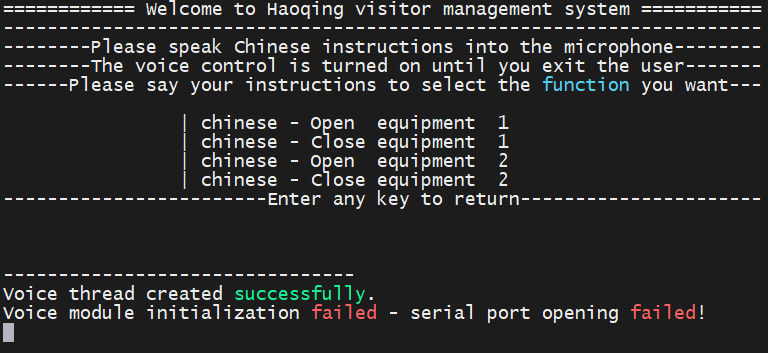 ============ Welcome to Haoqing visitor management system ===========
---------------------------------------------------------------------
--------Please speak Chinese instructions into the microphone--------
--------The voice control is turned on until you exit the user-------
------Please say your instructions to select the function you want---
| chinese - Open  equipment  1
| chinese - Close equipment  1
| chinese - Open  equipment  2
| chinese - Close equipment  2
------------------------Enter any key to return----------------------
--------------------------------
Voice thread created successfully.
Voice module initialization failed - serial port opening failed!